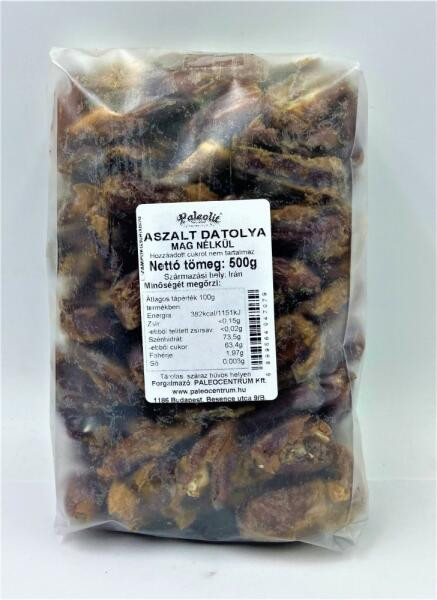 Paleolit
ASZALT DATOLYA
MAG NÉLKÜL
Hozzáadott cukrot nem tartalmaz
Nettó tömeg: 500g
Származási hely: Irán
Minőségét megőrzi:
Átlagos tápérték 100g
termékben
Energia 382kcal/1151kJ
Zsír <0,15g
-ebből telített zsírsav: <0,02g
Szénhidrát 73,5g
-ebből cukor 63,4g
Fehérje 1,97g
Só 0,003g
Tárolás: száraz hűvös helyen
Forgalmazó: PALEOCENTRUM Kft.
www.paleocentrum.hu
1186 Budapest, Besence utca 9/B